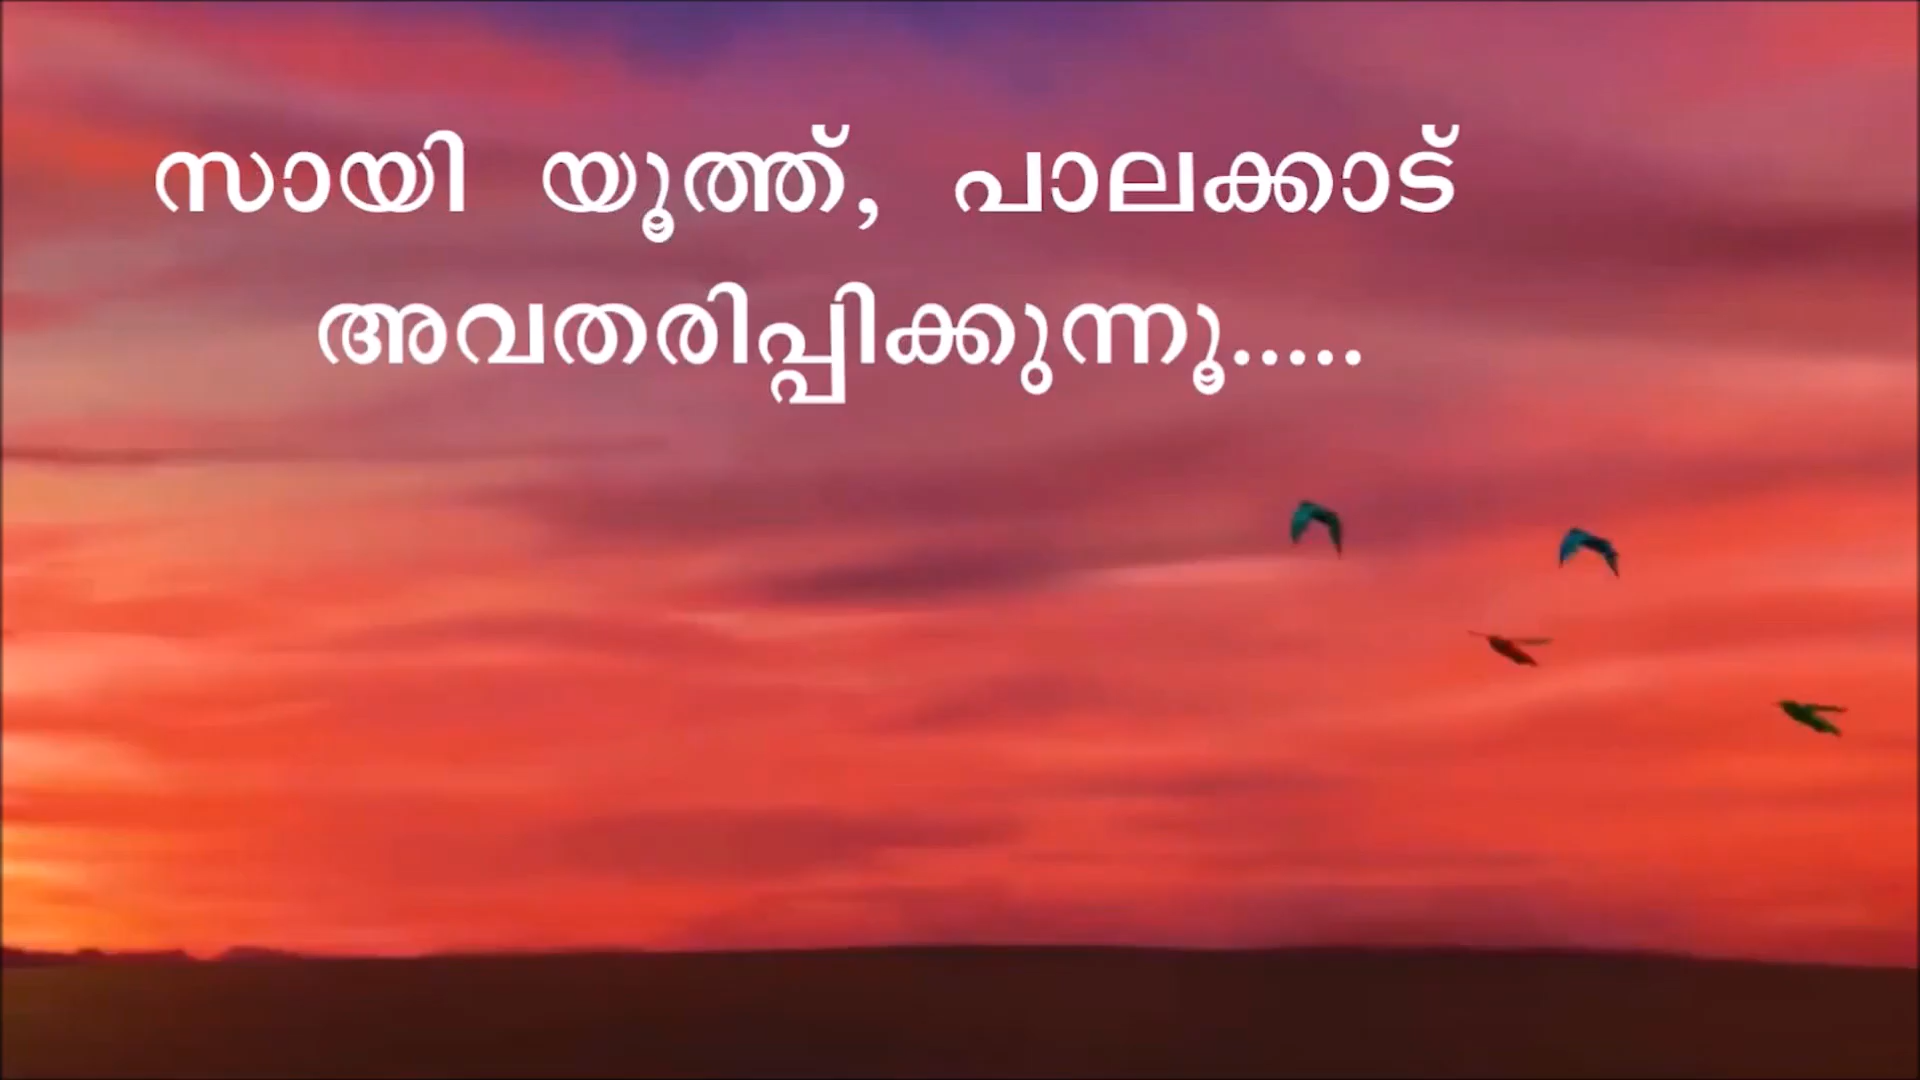 സായി യൂത്ത്, പാലക്കാട്
അവതരിപ്പിക്കുന്നൂ.....